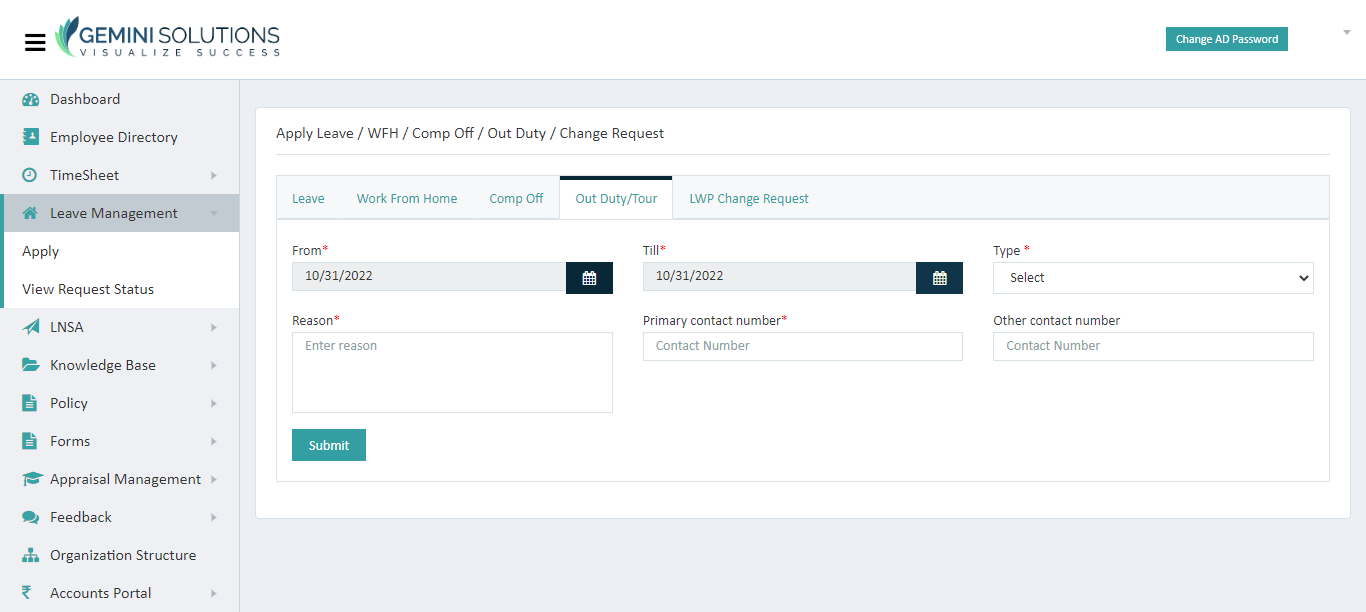 GEMINI SOLUTIONS
VISUALIZE SUCCESS
Change AD Password
Dashboard
Employee Directory
TimeSheet
Leave Management
Apply
View Request Status
LNSA
Knowledge Base
Policy
Forms
Appraisal Management
Feedback
Organization Structure
₹ Accounts Portal
Apply Leave / WFH / Comp Off / Out Duty / Change Request
Leave Work From Home Comp Off Out Duty/Tour LWP Change Request
From* Till* Type *
10/31/2022 10/31/2022 Select
Reason* Primary contact number* Other contact number
Enter reason Contact Number Contact Number
Submit